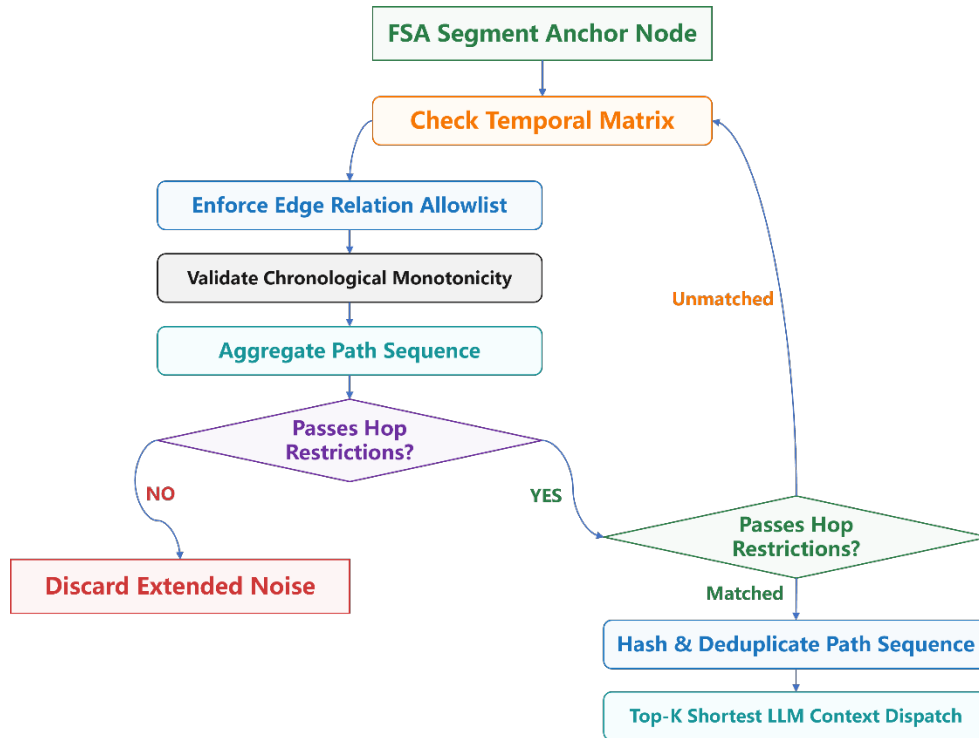 FSA Segment Anchor Node
Check Temporal Matrix
Enforce Edge Relation Allowlist
Validate Chronological Monotonicity
Unmatched
Aggregate Path Sequence
Passes Hop
Restrictions?
NO
YES
Passes Hop
Restrictions?
Discard Extended Noise
Matched
Hash & Deduplicate Path Sequence
Top-K Shortest LLM Context Dispatch